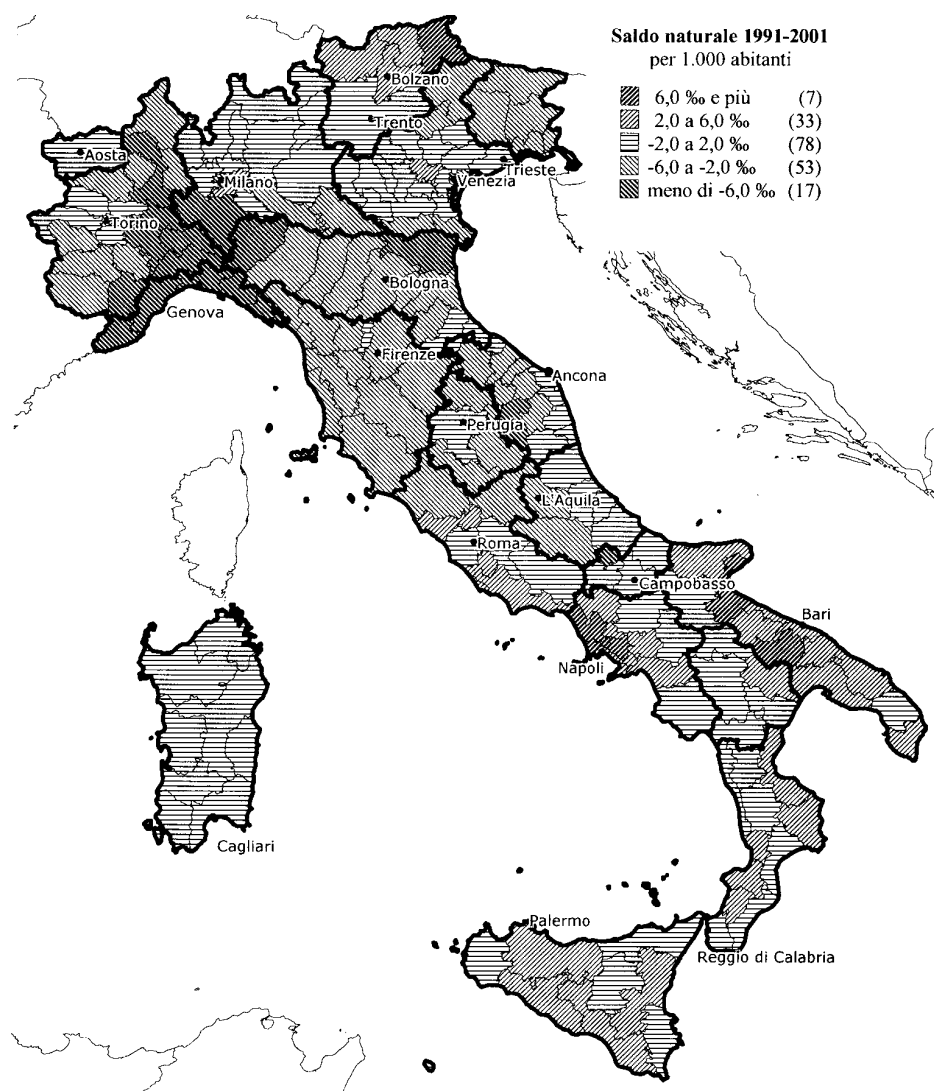 Saldo naturale 1991-2001
per 1.000 abitanti
6,0 ‰ e più (7)
2,0 a 6,0 ‰ (33)
-2,0 a 2,0 ‰ (78)
-6,0 a -2,0 ‰ (53)
meno di -6,0 ‰ (17)
Bolzano
Trento
Aosta
Trieste
Milano
Venezia
Torino
Bologna
Genova
Firenze
Ancona
Perugia
L'Aquila
Roma
Campobasso
Bari
Napoli
Cagliari
Palermo
Reggio di Calabria